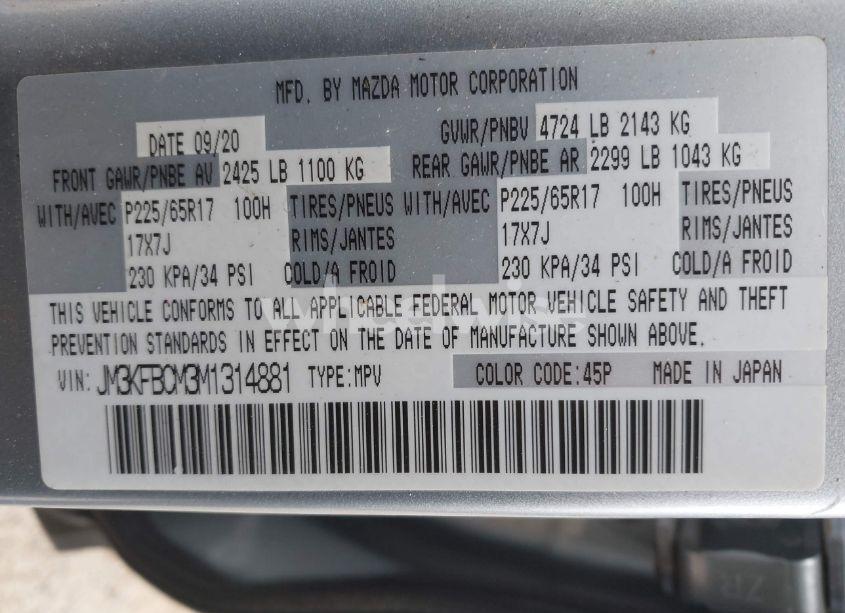 MFD. BY MAZDA MOTOR CORPORATION
DATE 09/20 GVWR/PNBV 4724 LB 2143 KG
FRONT GAWR/PNBE AV 2425 LB 1100 KG REAR GAWR/PNBE AR 2299 LB 1043 KG
WITH/AVEC P225/65R17 100H TIRES/PNEUS WITH/AVEC P225/65R17 100H TIRES/PNEUS
17X7J RIMS/JANTES 17X7J RIMS/JANTES
230 KPA/34 PSI COLD/A FROID 230 KPA/34 PSI COLD/A FROID
THIS VEHICLE CONFORMS TO ALL APPLICABLE FEDERAL MOTOR VEHICLE SAFETY AND THEFT
PREVENTION STANDARDS IN EFFECT ON THE DATE OF MANUFACTURE SHOWN ABOVE.
VIN: JM3KFBCM3M1314881 TYPE:MPV COLOR CODE:45P MADE IN JAPAN